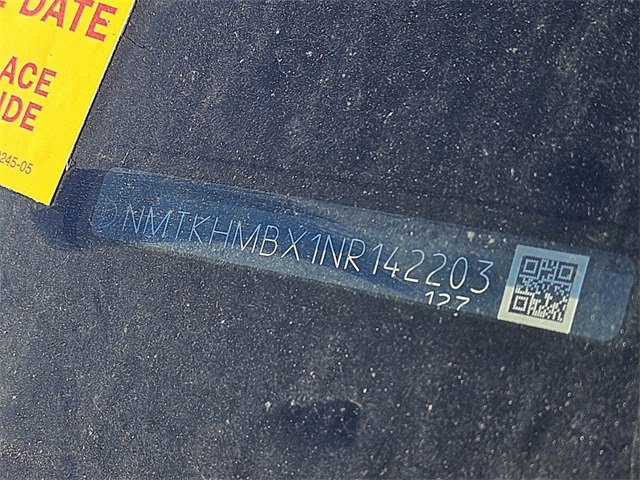 DATE
ACE
IDE
245-05
NMTKHMBX1NR142203
127